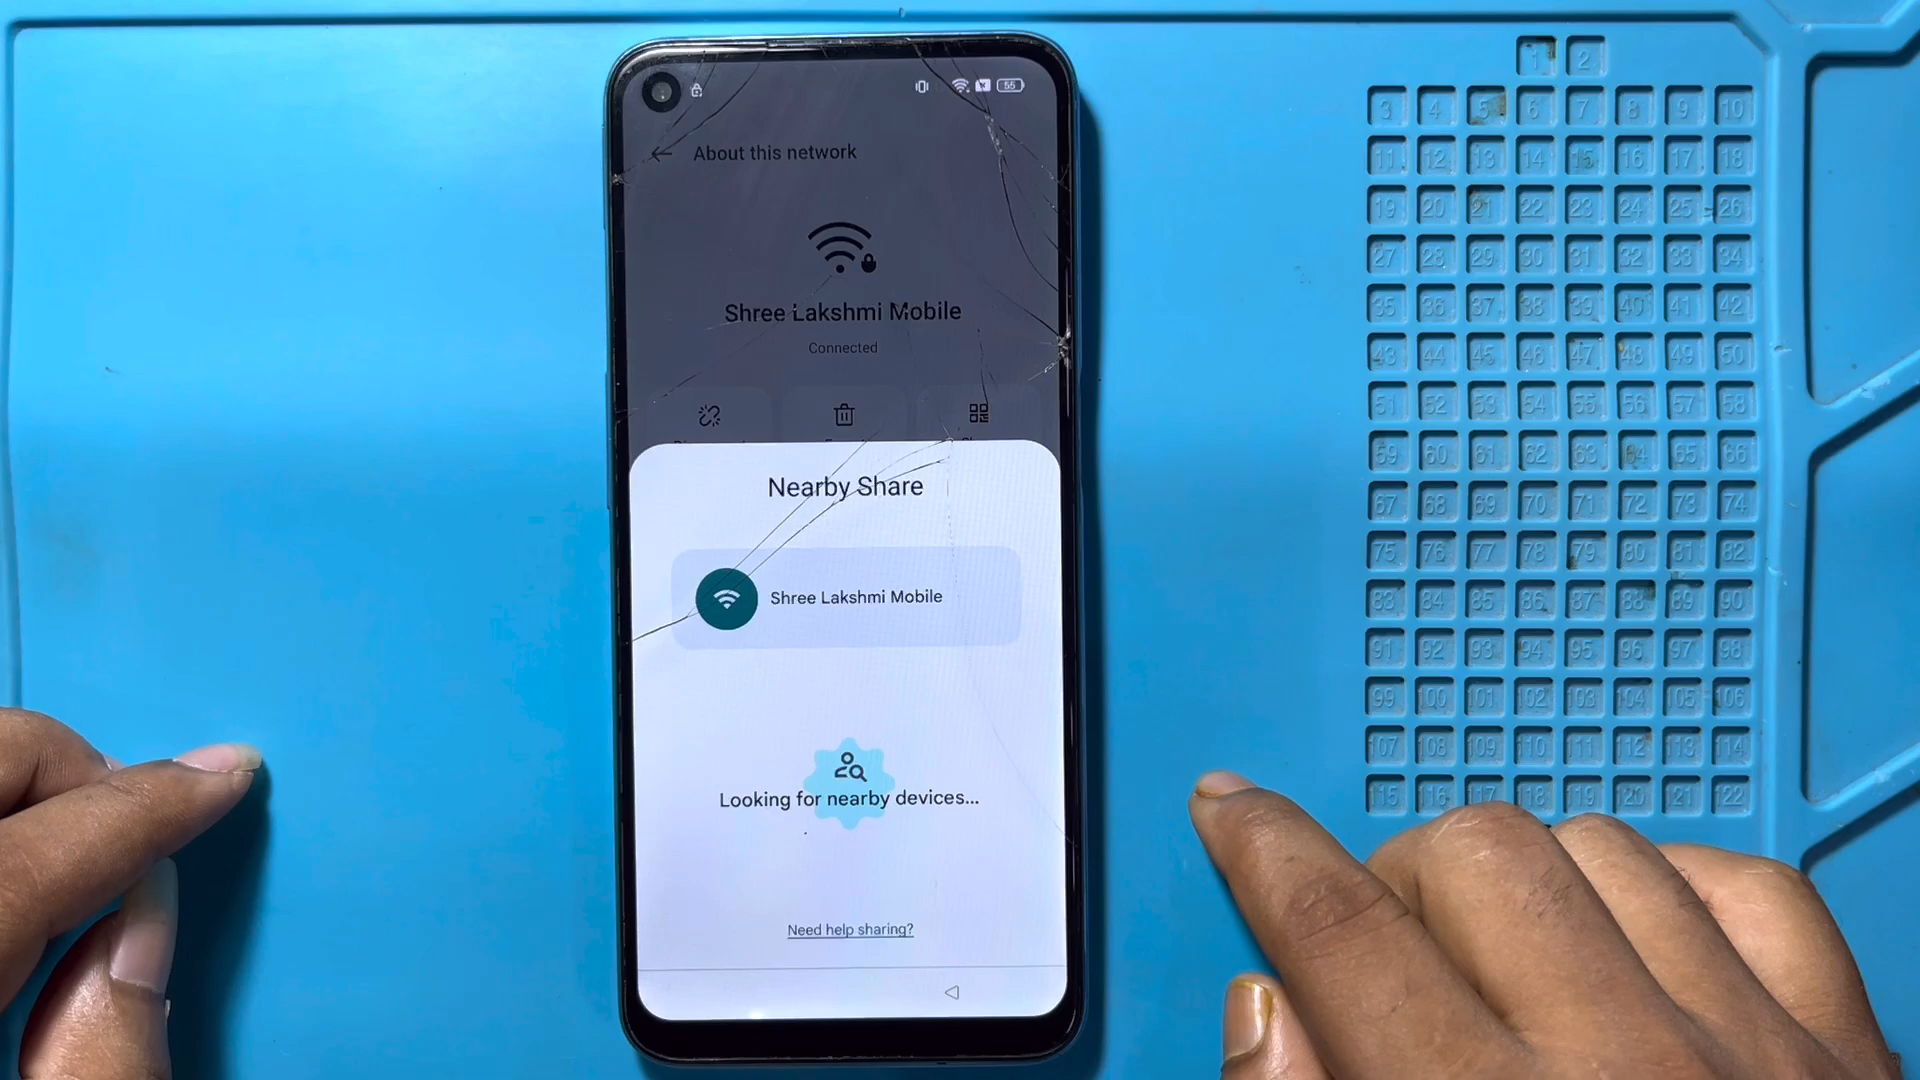 55
About this network
Shree Lakshmi Mobile
Connected
Nearby Share
Shree Lakshmi Mobile
Looking for nearby devices...
Need help sharing?
1 2
3 4 5 6 7 8 9 10
11 12 13 14 15 16 17 18
19 20 21 22 23 24 25 26
27 28 29 30 31 32 33 34
35 36 37 38 39 40 41 42
43 44 45 46 47 48 49 50
51 52 53 54 55 56 57 58
59 60 61 62 63 64 65 66
67 68 69 70 71 72 73 74
75 76 77 78 79 80 81 82
83 84 85 86 87 88 89 90
91 92 93 94 95 96 97 98
99 100 101 102 103 104 105 106
107 108 109 110 111 112 113 114
115 116 117 118 119 120 121 122